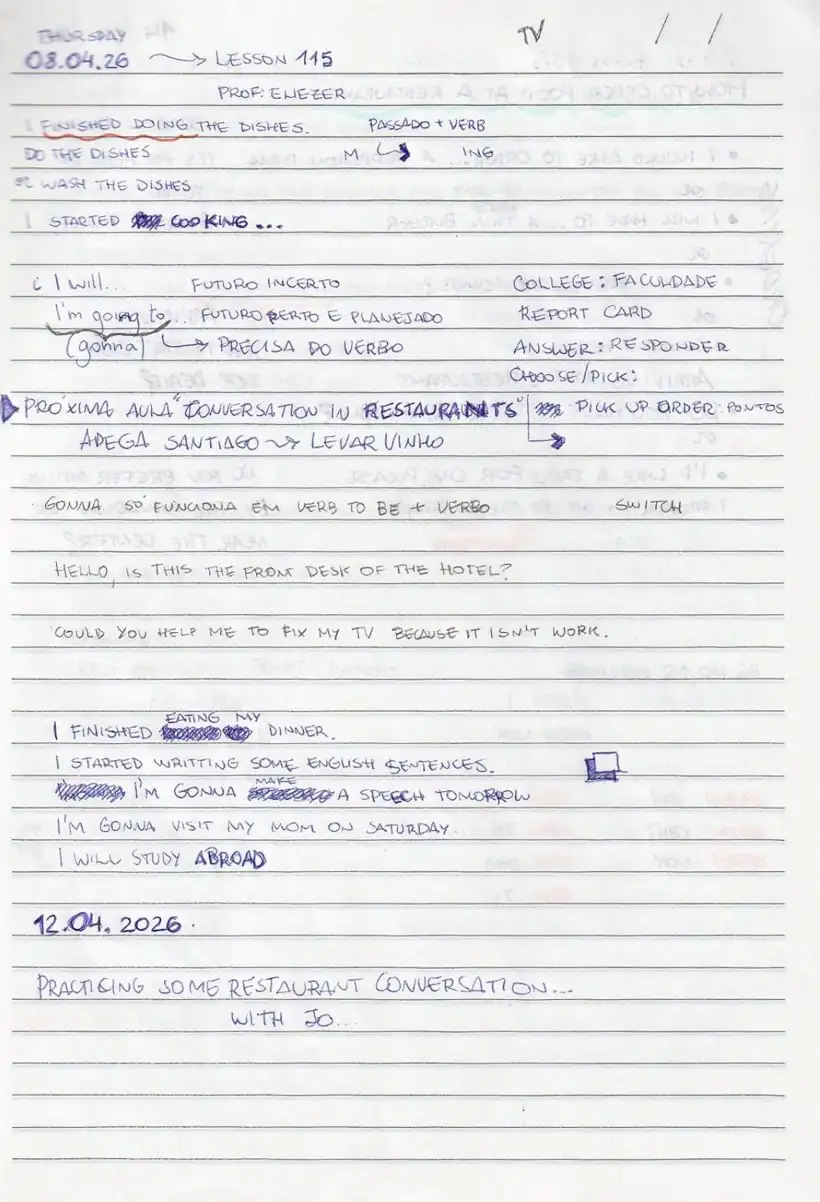 TV / /
THURSDAY
08.04.26 → LESSON 115
PROF: ENEZER
I FINISHED DOING THE DISHES. PASSADO + VERB
DO THE DISHES M ING
OR WASH THE DISHES
I STARTED COOKING ...
I will... FUTURO INCERTO COLLEGE: FACULDADE
I'm going to... FUTURO PERTO E PLANEJADO REPORT CARD
(gonna) → PRECISA DO VERBO ANSWER: RESPONDER
CHOOSE/PICK:
PRÓXIMA AULA "CONVERSATION IN RESTAURANTS" PICK UP ORDER: PONTOS
ADEGA SANTIAGO → LEVAR VINHO
GONNA SÓ FUNCIONA EM VERB TO BE + VERBO SWITCH
HELLO, IS THIS THE FRONT DESK OF THE HOTEL?
COULD YOU HELP ME TO FIX MY TV BECAUSE IT ISN'T WORK.
I FINISHED EATING MY DINNER.
I STARTED WRITTING SOME ENGLISH SENTENCES.
I'M GONNA MAKE A SPEECH TOMORROW
I'M GONNA VISIT MY MOM ON SATURDAY.
I WILL STUDY ABROAD
12.04.2026.
PRACTICING SOME RESTAURANT CONVERSATION...
WITH JO...